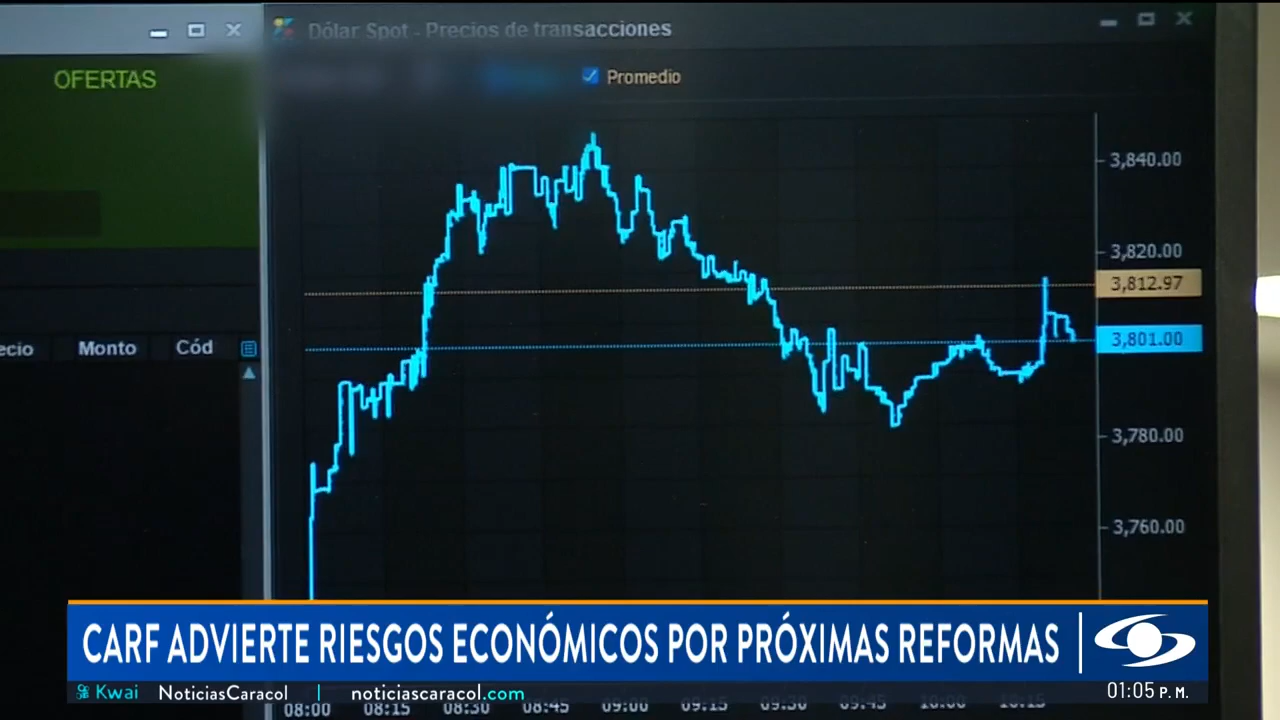 Dólar Spot - Precios de transacciones
OFERTAS
Promedio
3,840.00
3,820.00
3,812.97
3,801.00
3,780.00
3,760.00
ecio Monto Cód
CARF ADVIERTE RIESGOS ECONÓMICOS POR PRÓXIMAS REFORMAS
Kwai NoticiasCaracol | noticiascaracol.com
01:05 P. M.
08:00 08:15 08:30 08:45 09:00 09:15 09:30 09:45 10:00 10:15